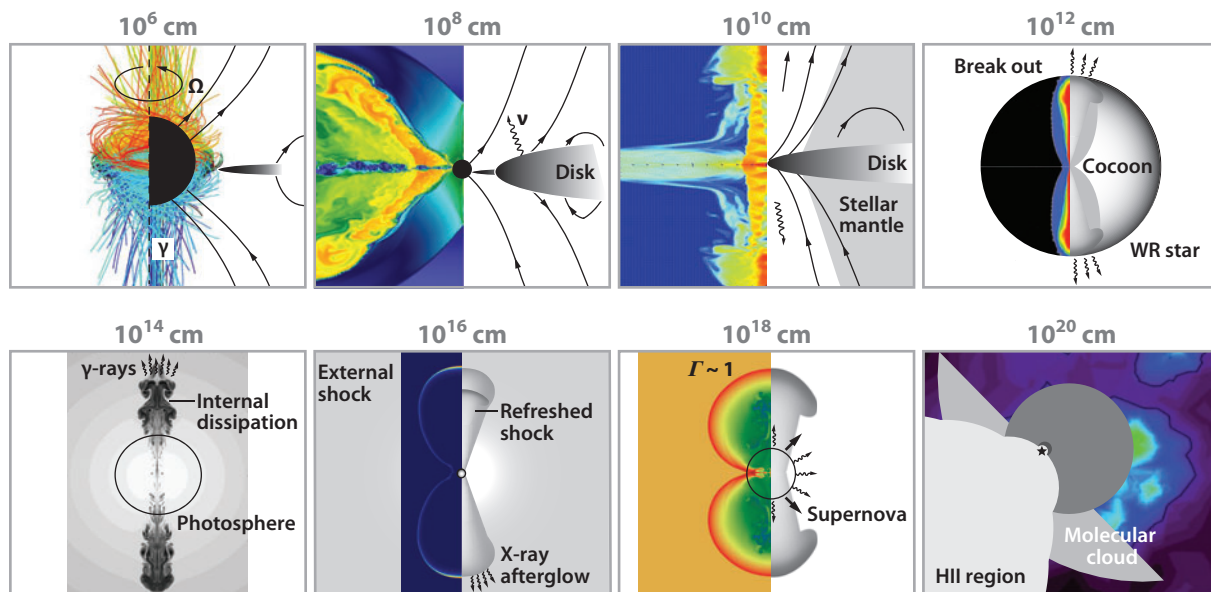 10⁶ cm
10⁸ cm
10¹⁰ cm
10¹² cm
Ω
γ
ν
Disk
Disk
Stellar
mantle
Break out
Cocoon
WR star
10¹⁴ cm
10¹⁶ cm
10¹⁸ cm
10²⁰ cm
γ-rays
Internal
dissipation
Photosphere
External
shock
Refreshed
shock
X-ray
afterglow
Γ ~ 1
Supernova
Molecular
cloud
HII region